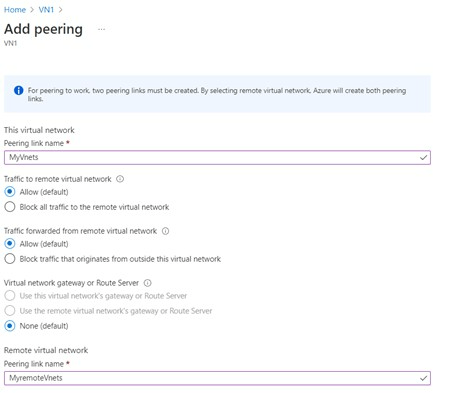 Home > VN1 >
Add peering ...
VN1
For peering to work, two peering links must be created. By selecting remote virtual network, Azure will create both peering
links.
This virtual network
Peering link name *
MyVnets
Traffic to remote virtual network
Allow (default)
Block all traffic to the remote virtual network
Traffic forwarded from remote virtual network
Allow (default)
Block traffic that originates from outside this virtual network
Virtual network gateway or Route Server
Use this virtual network's gateway or Route Server
Use the remote virtual network's gateway or Route Server
None (default)
Remote virtual network
Peering link name *
MyremoteVnets